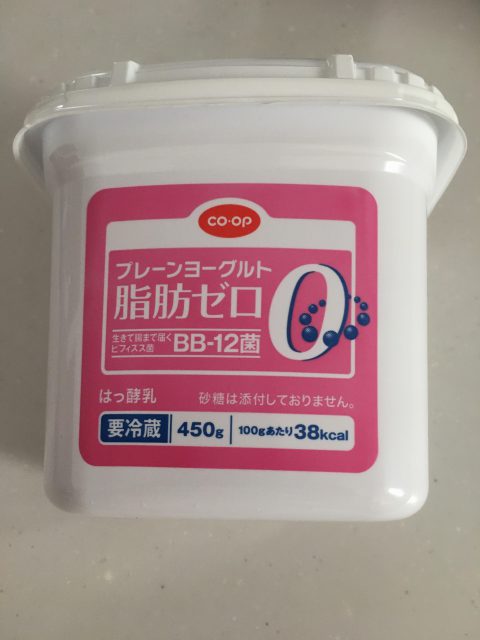 CO·OP
プレーンヨーグルト
脂肪ゼロ
0
生きて腸まで届く
ビフィズス菌
BB-12菌
はっ酵乳
砂糖は添付しておりません。
要冷蔵
450g
100gあたり38kcal